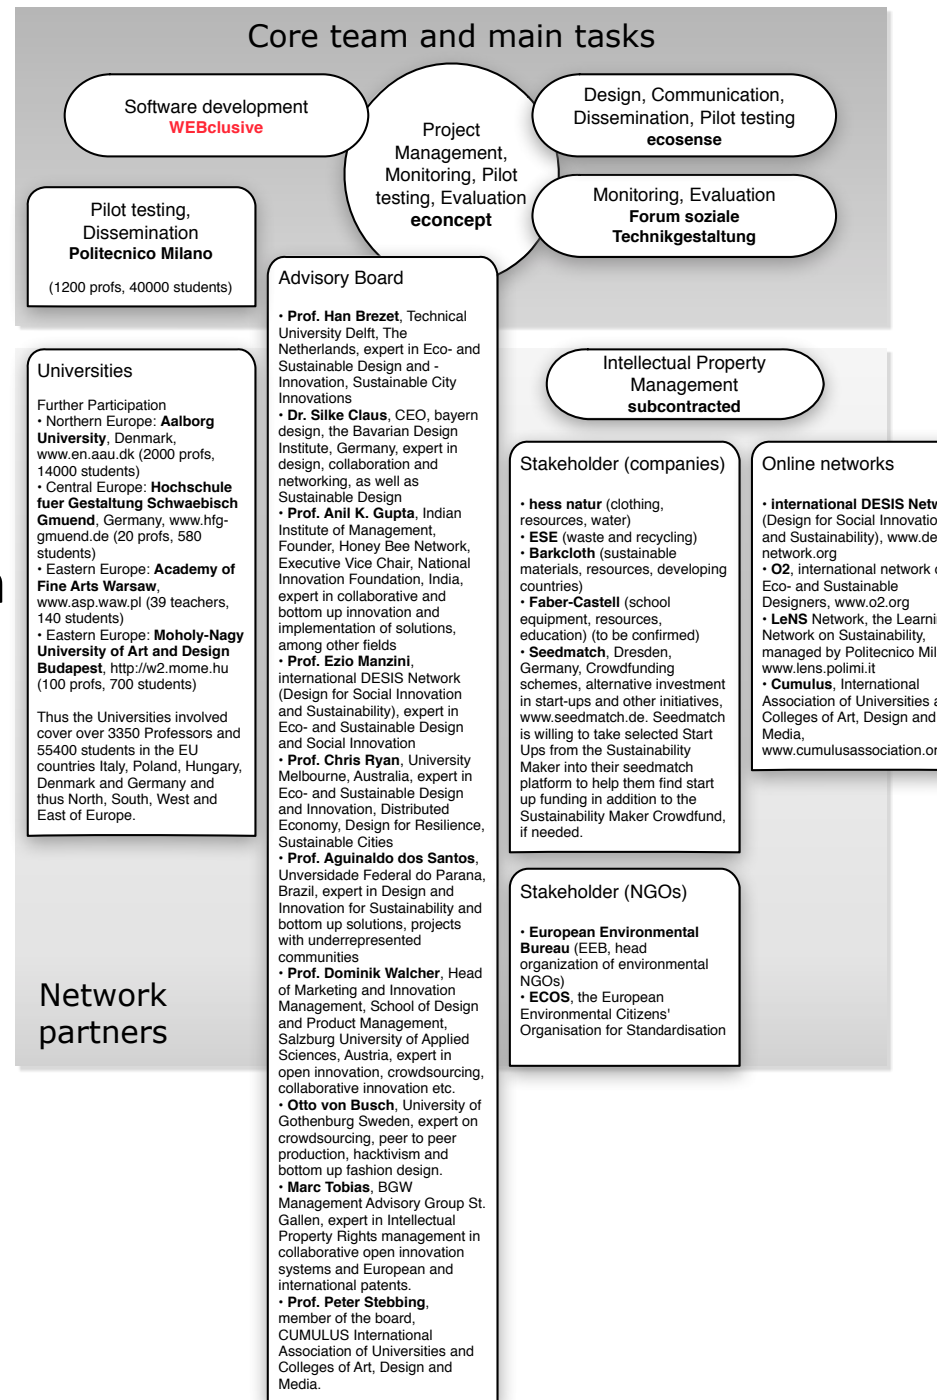 Core team and main tasks
Software development
WEBclusive
Project
Management,
Monitoring, Pilot
testing, Evaluation
econcept
Design, Communication,
Dissemination, Pilot testing
ecosense
Monitoring, Evaluation
Forum soziale
Technikgestaltung
Pilot testing,
Dissemination
Politecnico Milano
(1200 profs, 40000 students)
Advisory Board
• Prof. Han Brezet, Technical
University Delft, The
Netherlands, expert in Eco- and
Sustainable Design and -
Innovation, Sustainable City
Innovations
• Dr. Silke Claus, CEO, bayern
design, the Bavarian Design
Institute, Germany, expert in
design, collaboration and
networking, as well as
Sustainable Design
• Prof. Anil K. Gupta, Indian
Institute of Management,
Founder, Honey Bee Network,
Executive Vice Chair, National
Innovation Foundation, India,
expert in collaborative and
bottom up innovation and
implementation of solutions,
among other fields
• Prof. Ezio Manzini,
international DESIS Network
(Design for Social Innovation
and Sustainability), expert in
Eco- and Sustainable Design
and Social Innovation
• Prof. Chris Ryan, University
Melbourne, Australia, expert in
Eco- and Sustainable Design
and Innovation, Distributed
Economy, Design for Resilience,
Sustainable Cities
• Prof. Aguinaldo dos Santos,
Unversidade Federal do Parana,
Brazil, expert in Design and
Innovation for Sustainability and
bottom up solutions, projects
with underrepresented
communities
• Prof. Dominik Walcher, Head
of Marketing and Innovation
Management, School of Design
and Product Management,
Salzburg University of Applied
Sciences, Austria, expert in
open innovation, crowdsourcing,
collaborative innovation etc.
• Otto von Busch, University of
Gothenburg Sweden, expert on
crowdsourcing, peer to peer
production, hacktivism and
bottom up fashion design.
• Marc Tobias, BGW
Management Advisory Group St.
Gallen, expert in Intellectual
Property Rights management in
collaborative open innovation
systems and European and
international patents.
• Prof. Peter Stebbing,
member of the board,
CUMULUS International
Association of Universities and
Colleges of Art, Design and
Media.
Universities
Further Participation
• Northern Europe: Aalborg
University, Denmark,
www.en.aau.dk (2000 profs,
14000 students)
• Central Europe: Hochschule
fuer Gestaltung Schwaebisch
Gmuend, Germany, www.hfg-
gmuend.de (20 profs, 580
students)
• Eastern Europe: Academy of
Fine Arts Warsaw,
www.asp.waw.pl (39 teachers,
140 students)
• Eastern Europe: Moholy-Nagy
University of Art and Design
Budapest, http://w2.mome.hu
(100 profs, 700 students)
Thus the Universities involved
cover over 3350 Professors and
55400 students in the EU
countries Italy, Poland, Hungary,
Denmark and Germany and
thus North, South, West and
East of Europe.
Intellectual Property
Management
subcontracted
Stakeholder (companies)
• hess natur (clothing,
resources, water)
• ESE (waste and recycling)
• Barkcloth (sustainable
materials, resources, developing
countries)
• Faber-Castell (school
equipment, resources,
education) (to be confirmed)
• Seedmatch, Dresden,
Germany, Crowdfunding
schemes, alternative investment
in start-ups and other initiatives,
www.seedmatch.de. Seedmatch
is willing to take selected Start
Ups from the Sustainability
Maker into their seedmatch
platform to help them find start
up funding in addition to the
Sustainability Maker Crowdfund,
if needed.
Online networks
• international DESIS
(Design for Social
and Sustainability),
network.org
• O2, international network
Eco- and Sustainable
Designers, www.o2.org
• LeNS Network, the
Network on Sustainability,
managed by Politecnico
www.lens.polimi.it
• Cumulus, International
Association of Universities
Colleges of Art, Design and
Media,
Stakeholder (NGOs)
• European Environmental
Bureau (EEB, head
organization of environmental
NGOs)
• ECOS, the European
Environmental Citizens'
Organisation for Standardisation
Network
partners